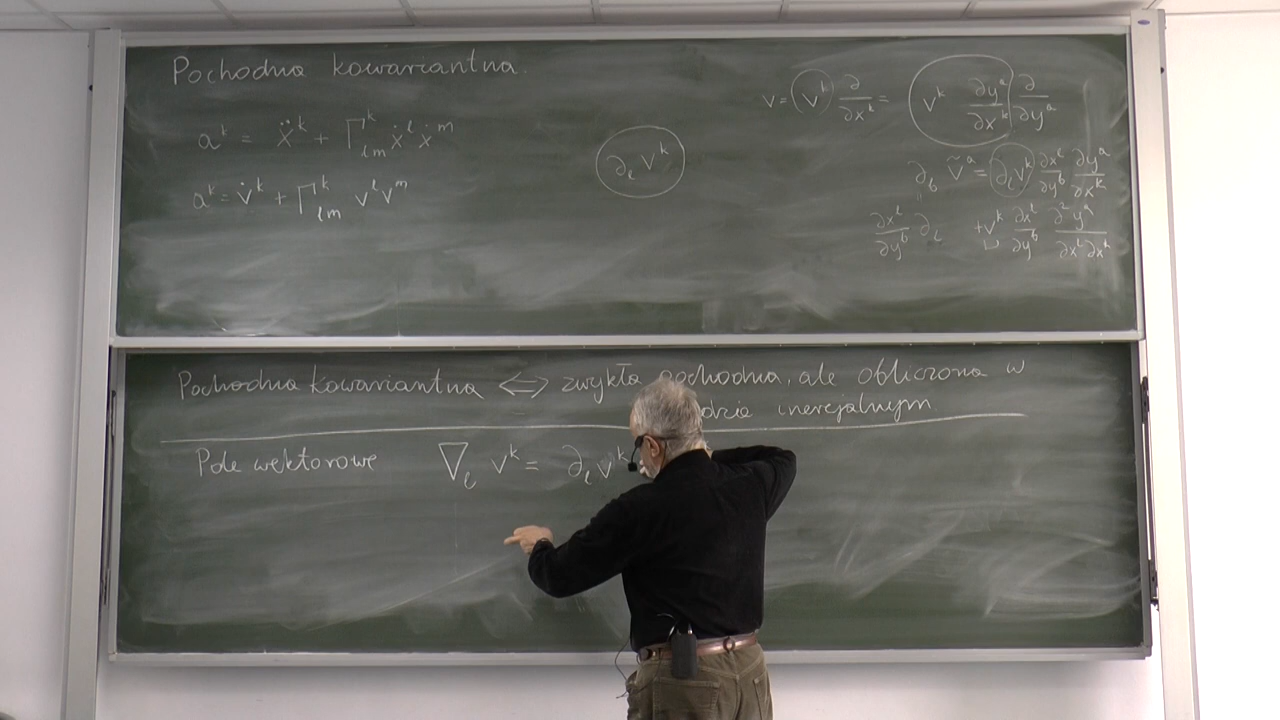 Pochodna kowariantna.
a^k = ẍ^k + Γ^k_{lm} ẋ^l ẋ^m
a^k = v̇^k + Γ^k_{lm} v^l v^m
∂_l v^k
v = v^k ∂/∂x^k = v^k ∂y^a/∂x^k ∂/∂y^a
∂_b ṽ^a = ∂_l v^k ∂x^l/∂y^b ∂y^a/∂x^k
∂x^l/∂y^b ∂_l + v^k ∂x^l/∂y^b ∂²y^a/∂x^l∂x^k
Pochodna kowariantna ⟺ zwykła pochodna, ale obliczona w
inercjalnym
Pole wektorowe ∇_l v^k = ∂_l v^k